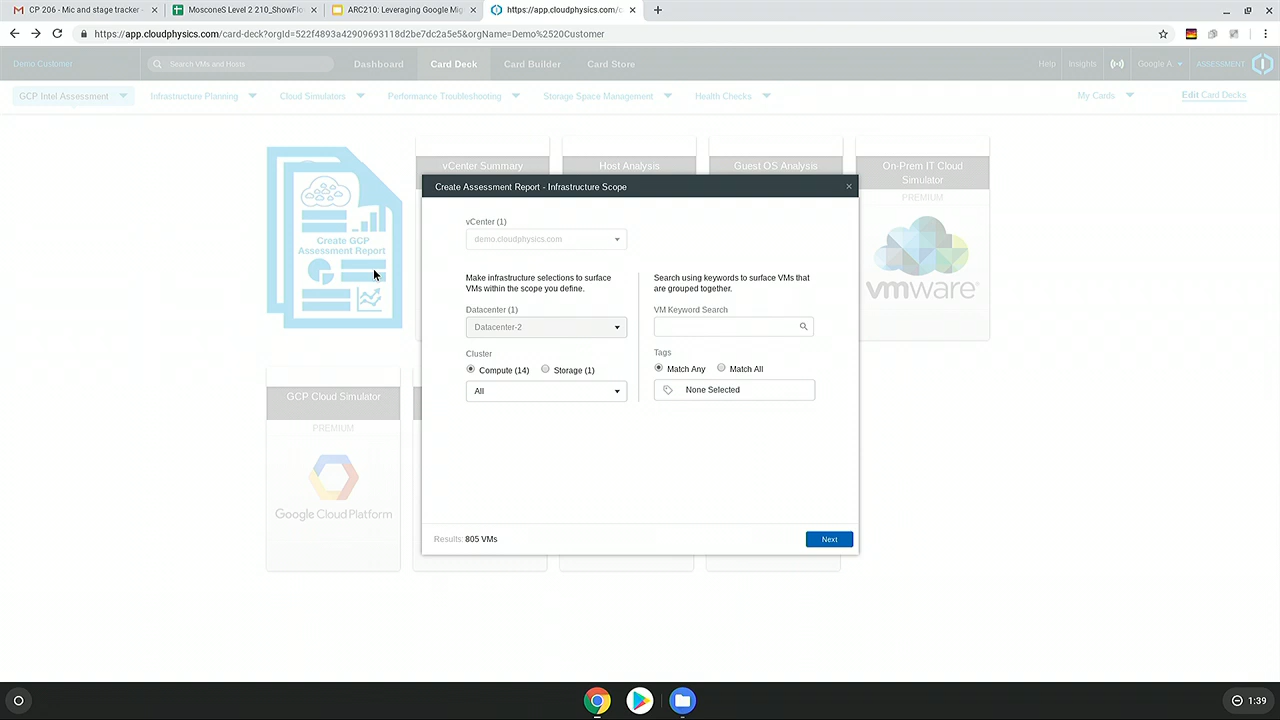 CP 206 - Mic and stage tracker -
MosconeS Level 2 210_ShowFlo
ARC210: Leveraging Google Mig
https://app.cloudphysics.com/c
https://app.cloudphysics.com/card-deck?orgId=522f4893a42909693118d2be7dc2a5e5&orgName=Demo%2520Customer
Demo Customer
Search VMs and Hosts
Dashboard
Card Deck
Card Builder
Card Store
Help
Insights
Google A.
ASSESSMENT
GCP Intel Assessment
Infrastructure Planning
Cloud Simulators
Performance Troubleshooting
Storage Space Management
Health Checks
My Cards
Edit Card Decks
Create GCP
Assessment Report
vCenter Summary
Host Analysis
Guest OS Analysis
On-Prem IT Cloud
Simulator
PREMIUM
vmware®
Create Assessment Report - Infrastructure Scope
vCenter (1)
demo.cloudphysics.com
Make infrastructure selections to surface
VMs within the scope you define.
Datacenter (1)
Datacenter-2
Cluster
Compute (14)
Storage (1)
All
Search using keywords to surface VMs that
are grouped together.
VM Keyword Search
Tags
Match Any
Match All
None Selected
Results: 805 VMs
Next
GCP Cloud Simulator
PREMIUM
Google Cloud Platform
1:39